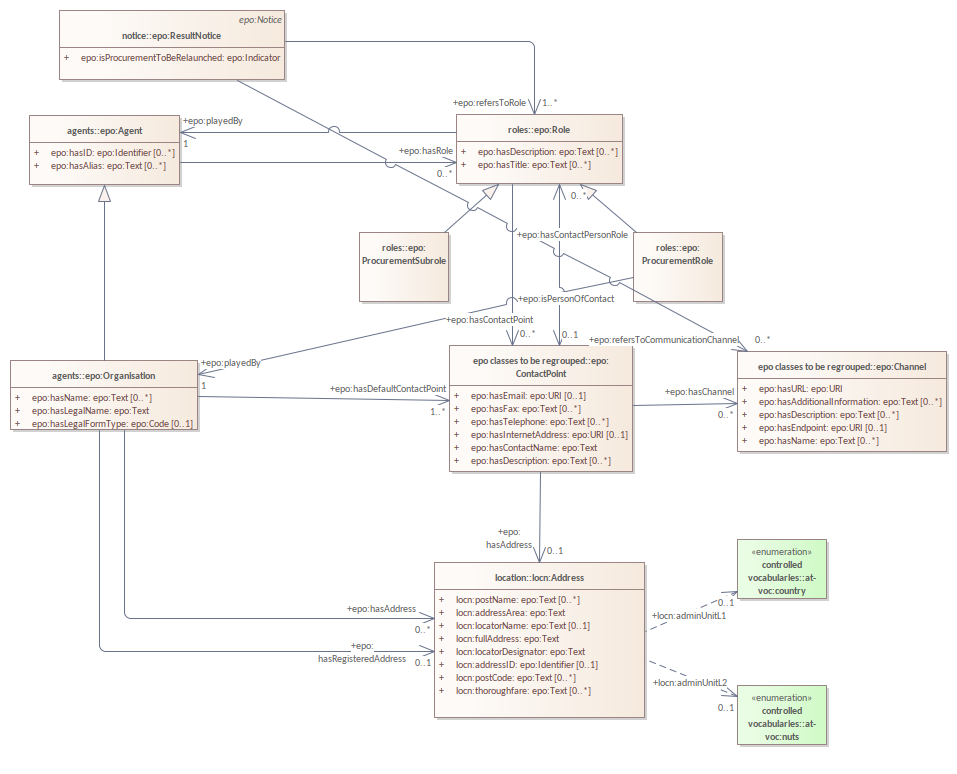 epo:Notice
notice::epo:ResultNotice
+ epo:isProcurementToBeRelaunched: epo:Indicator
+epo:refersToRole
1..*
agents::epo:Agent
+ epo:hasID: epo:Identifier [0..*]
+ epo:hasAlias: epo:Text [0..*]
+epo:playedBy
1
+epo:hasRole
0..*
roles::epo:Role
+ epo:hasDescription: epo:Text [0..*]
+ epo:hasTitle: epo:Text [0..*]
0..*
+epo:hasContactPersonRole
roles::epo:
ProcurementSubrole
roles::epo:
ProcurementRole
+epo:isPersonOfContact
+epo:hasContactPoint
0..*
0..1
+epo:refersToCommunicationChannel
0..*
+epo:playedBy
1
agents::epo:Organisation
+ epo:hasName: epo:Text [0..*]
+ epo:hasLegalName: epo:Text
+ epo:hasLegalFormType: epo:Code [0..1]
+epo:hasDefaultContactPoint
1..*
epo classes to be regrouped::epo:
ContactPoint
+ epo:hasEmail: epo:URI [0..1]
+ epo:hasFax: epo:Text [0..*]
+ epo:hasTelephone: epo:Text [0..*]
+ epo:hasInternetAddress: epo:URI [0..1]
+ epo:hasContactName: epo:Text
+ epo:hasDescription: epo:Text [0..*]
+epo:hasChannel
0..*
epo classes to be regrouped::epo:Channel
+ epo:hasURL: epo:URI
+ epo:hasAdditionalInformation: epo:Text [0..*]
+ epo:hasDescription: epo:Text [0..*]
+ epo:hasEndpoint: epo:URI [0..1]
+ epo:hasName: epo:Text [0..*]
+epo:
hasAddress
0..1
+epo:hasAddress
0..*
+epo:
hasRegisteredAddress
0..1
location::locn:Address
+ locn:postName: epo:Text [0..*]
+ locn:addressArea: epo:Text
+ locn:locatorName: epo:Text [0..1]
+ locn:fullAddress: epo:Text
+ locn:locatorDesignator: epo:Text
+ locn:addressID: epo:Identifier [0..1]
+ locn:postCode: epo:Text [0..*]
+ locn:thoroughfare: epo:Text [0..*]
«enumeration»
controlled
vocabularies::at-
voc:country
0..1
+locn:adminUnitL1
+locn:adminUnitL2
0..1
«enumeration»
controlled
vocabularies::at-
voc:nuts